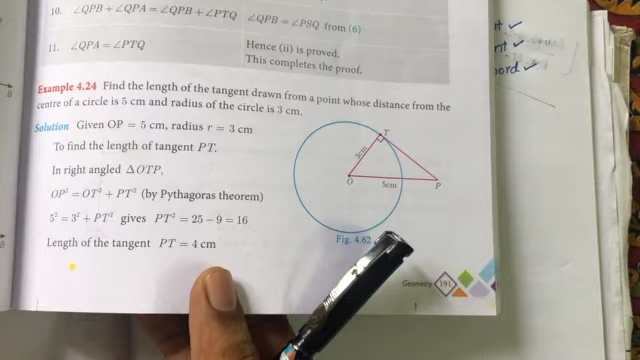 10. ∠QPB + ∠QPA = ∠QPB + ∠PTQ
∠QPB = ∠PSQ from (6)
11. ∠QPA = ∠PTQ
Hence (ii) is proved.
This completes the proof.
Example 4.24 Find the length of the tangent drawn from a point whose distance from the
centre of a circle is 5 cm and radius of the circle is 3 cm.
Solution Given OP = 5 cm, radius r = 3 cm
To find the length of tangent PT.
In right angled △OTP,
OP² = OT² + PT² (by Pythagoras theorem)
5² = 3² + PT² gives PT² = 25 − 9 = 16
Length of the tangent PT = 4 cm
T
3cm
O
5cm
P
Fig. 4.62
Geometry 191
B